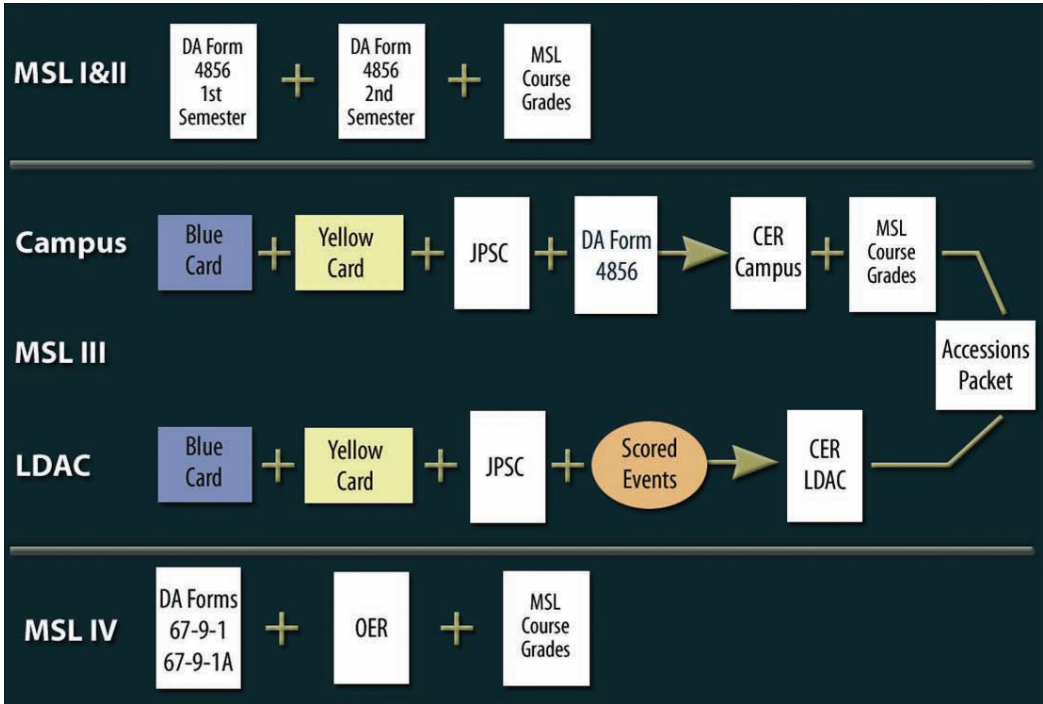 MSL I&II
DA Form
4856
1st
Semester
+
DA Form
4856
2nd
Semester
+
MSL
Course
Grades
Campus
Blue
Card
+
Yellow
Card
+
JPSC
+
DA Form
4856
CER
Campus
+
MSL
Course
Grades
MSL III
Accessions
Packet
LDAC
Blue
Card
+
Yellow
Card
+
JPSC
+
Scored
Events
CER
LDAC
MSL IV
DA Forms
67-9-1
67-9-1A
+
OER
+
MSL
Course
Grades